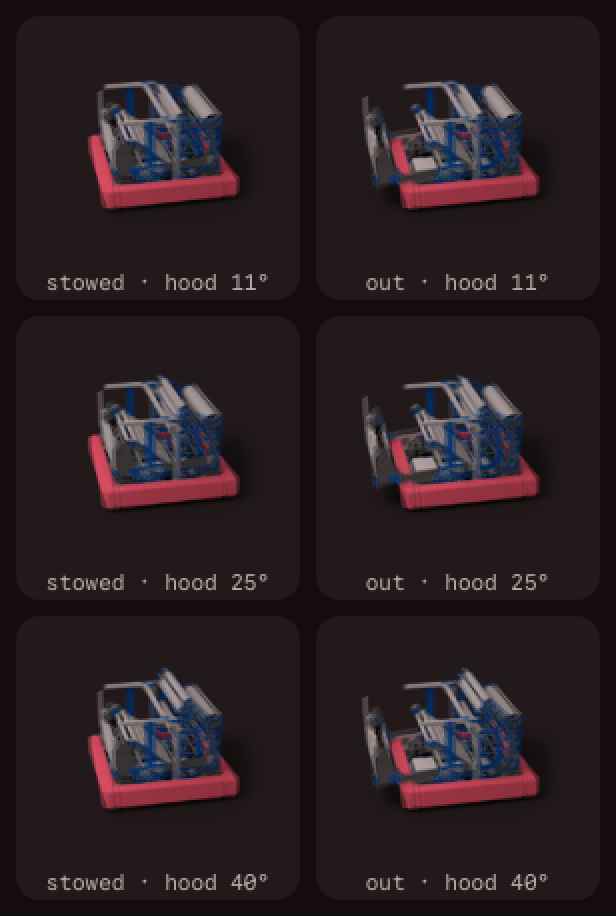 stowed · hood 11°
out · hood 11°
stowed · hood 25°
out · hood 25°
stowed · hood 40°
out · hood 40°